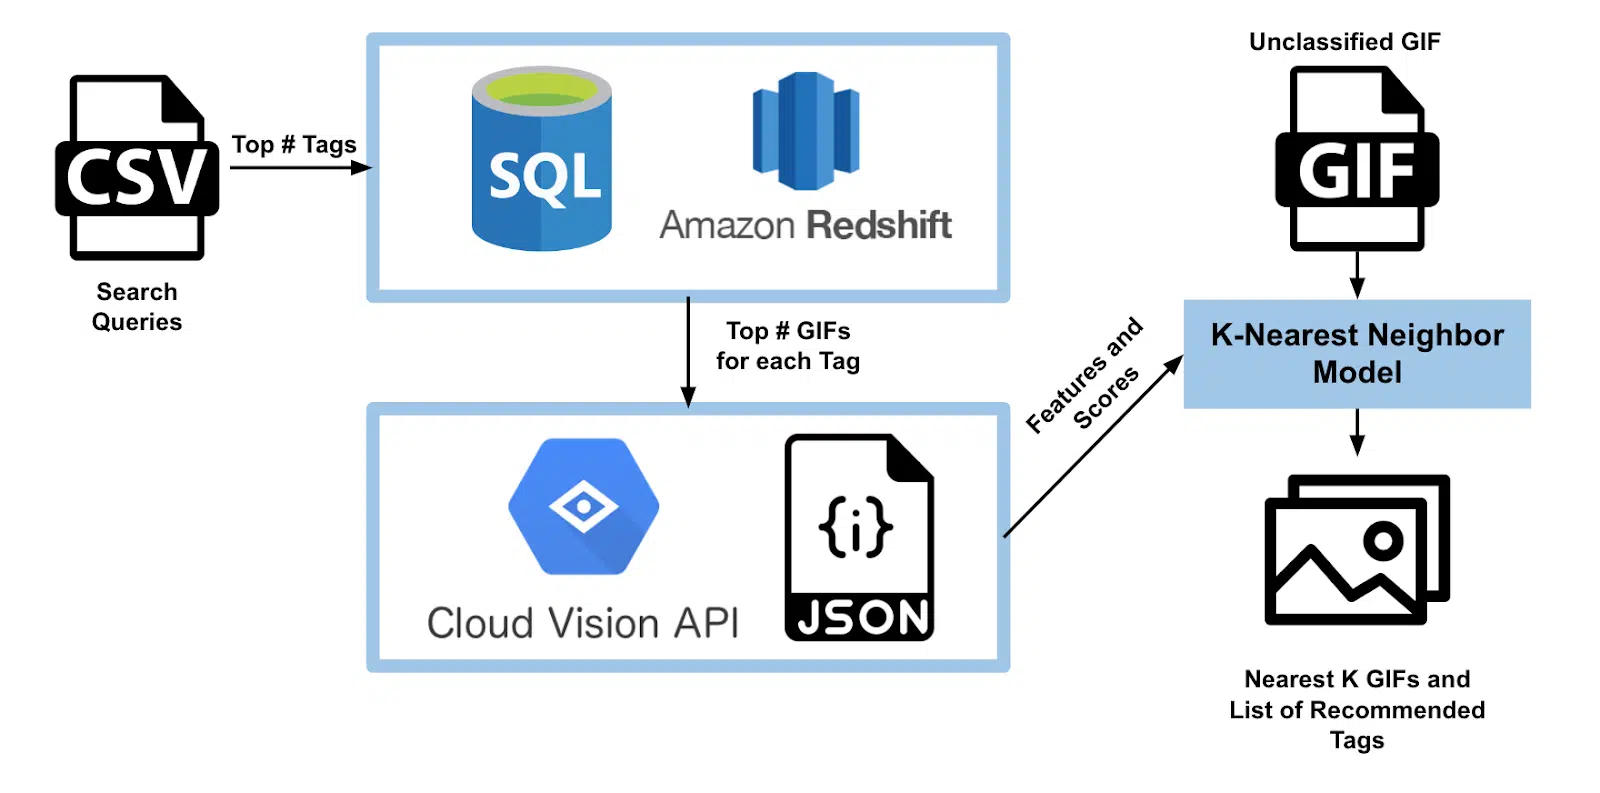 CSV
Search
Queries
Top # Tags
SQL
Amazon Redshift
Top # GIFs
for each Tag
Cloud Vision API
{i}
JSON
Features and
Scores
Unclassified GIF
GIF
K-Nearest Neighbor
Model
Nearest K GIFs and
List of Recommended
Tags